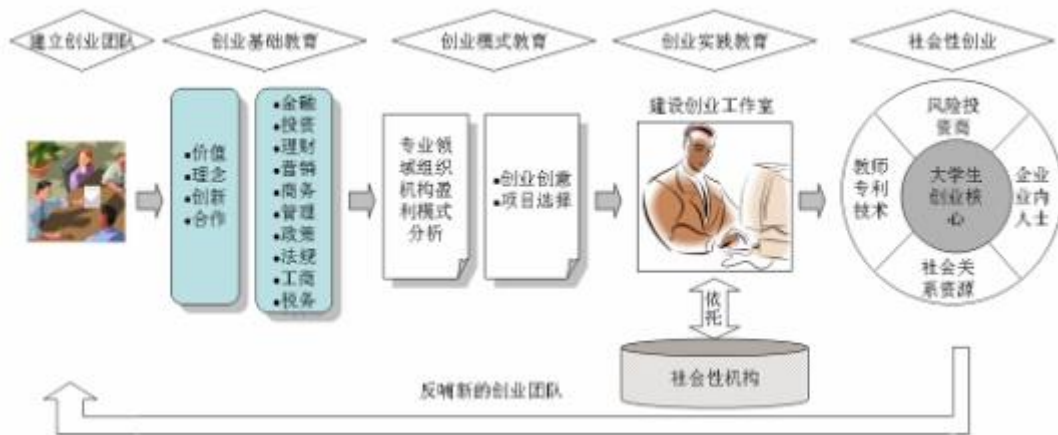 建立创业团队
创业基础教育
创业模式教育
创业实践教育
社会性创业
▪价值
▪理念
▪创新
▪合作
●金融
●投资
●理财
●营销
●商务
●管理
●政策
●法规
●工商
●税务
专业领
域组织
机构盈
利模式
分析
●创业创意
●项目选择
建设创业工作室
依托
社会性机构
风险投
资商
教师
专利
技术
大学生
创业核
心
企业
业内
人士
社会关
系资源
反哺新的创业团队